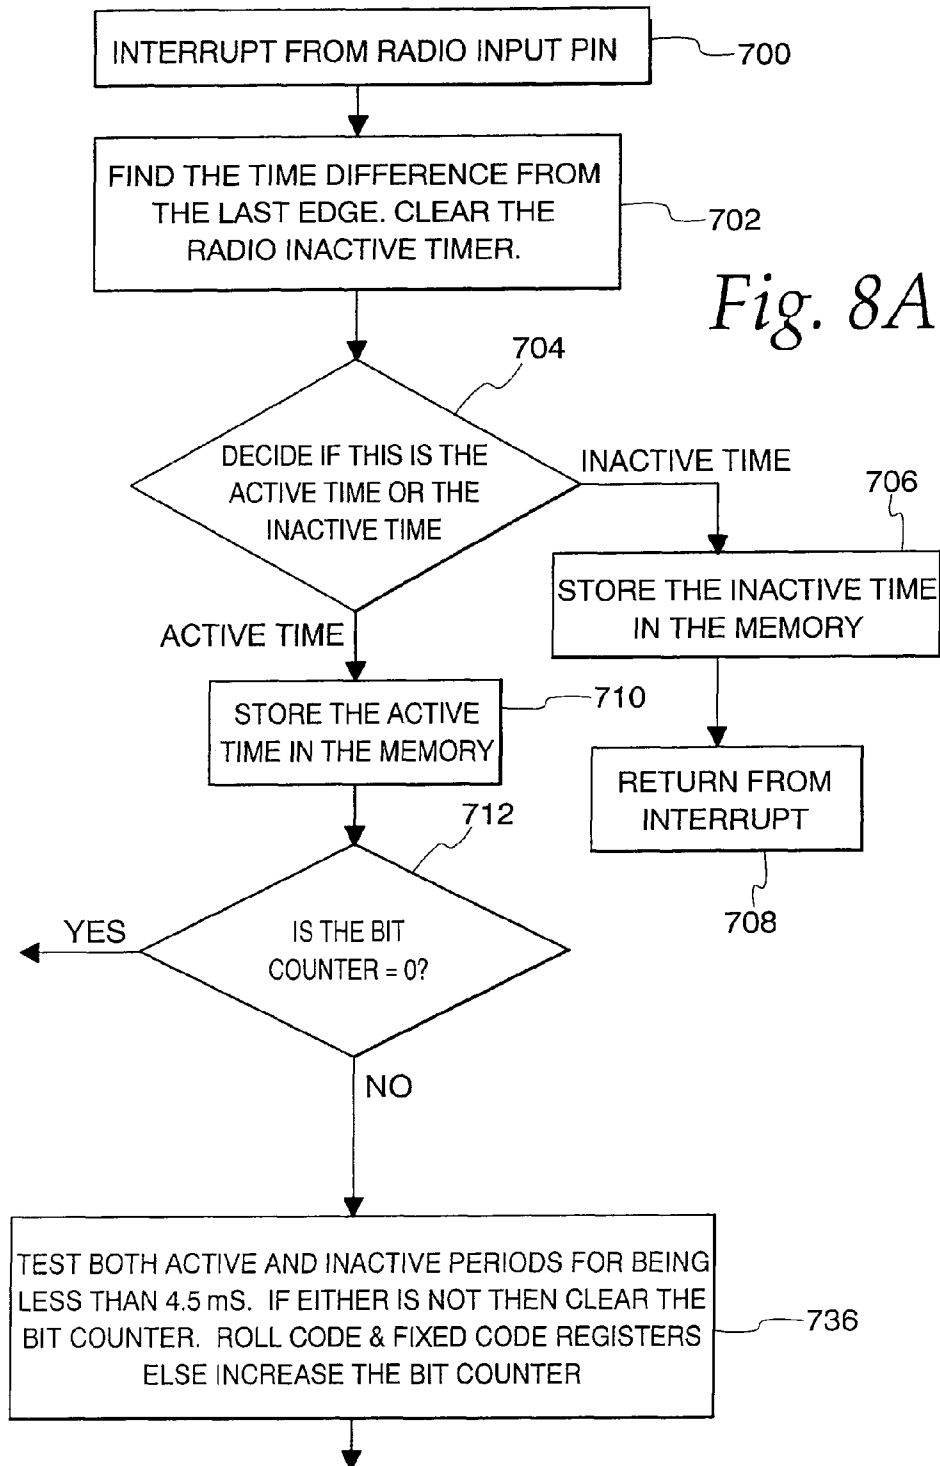 INTERRUPT FROM RADIO INPUT PIN
700
FIND THE TIME DIFFERENCE FROM
THE LAST EDGE. CLEAR THE
RADIO INACTIVE TIMER.
702
Fig. 8A
704
DECIDE IF THIS IS THE
ACTIVE TIME OR THE
INACTIVE TIME
INACTIVE TIME
706
STORE THE INACTIVE TIME
IN THE MEMORY
ACTIVE TIME
STORE THE ACTIVE
TIME IN THE MEMORY
710
RETURN FROM
INTERRUPT
708
712
YES
IS THE BIT
COUNTER = 0?
NO
TEST BOTH ACTIVE AND INACTIVE PERIODS FOR BEING
LESS THAN 4.5 mS. IF EITHER IS NOT THEN CLEAR THE
BIT COUNTER. ROLL CODE & FIXED CODE REGISTERS
ELSE INCREASE THE BIT COUNTER
736